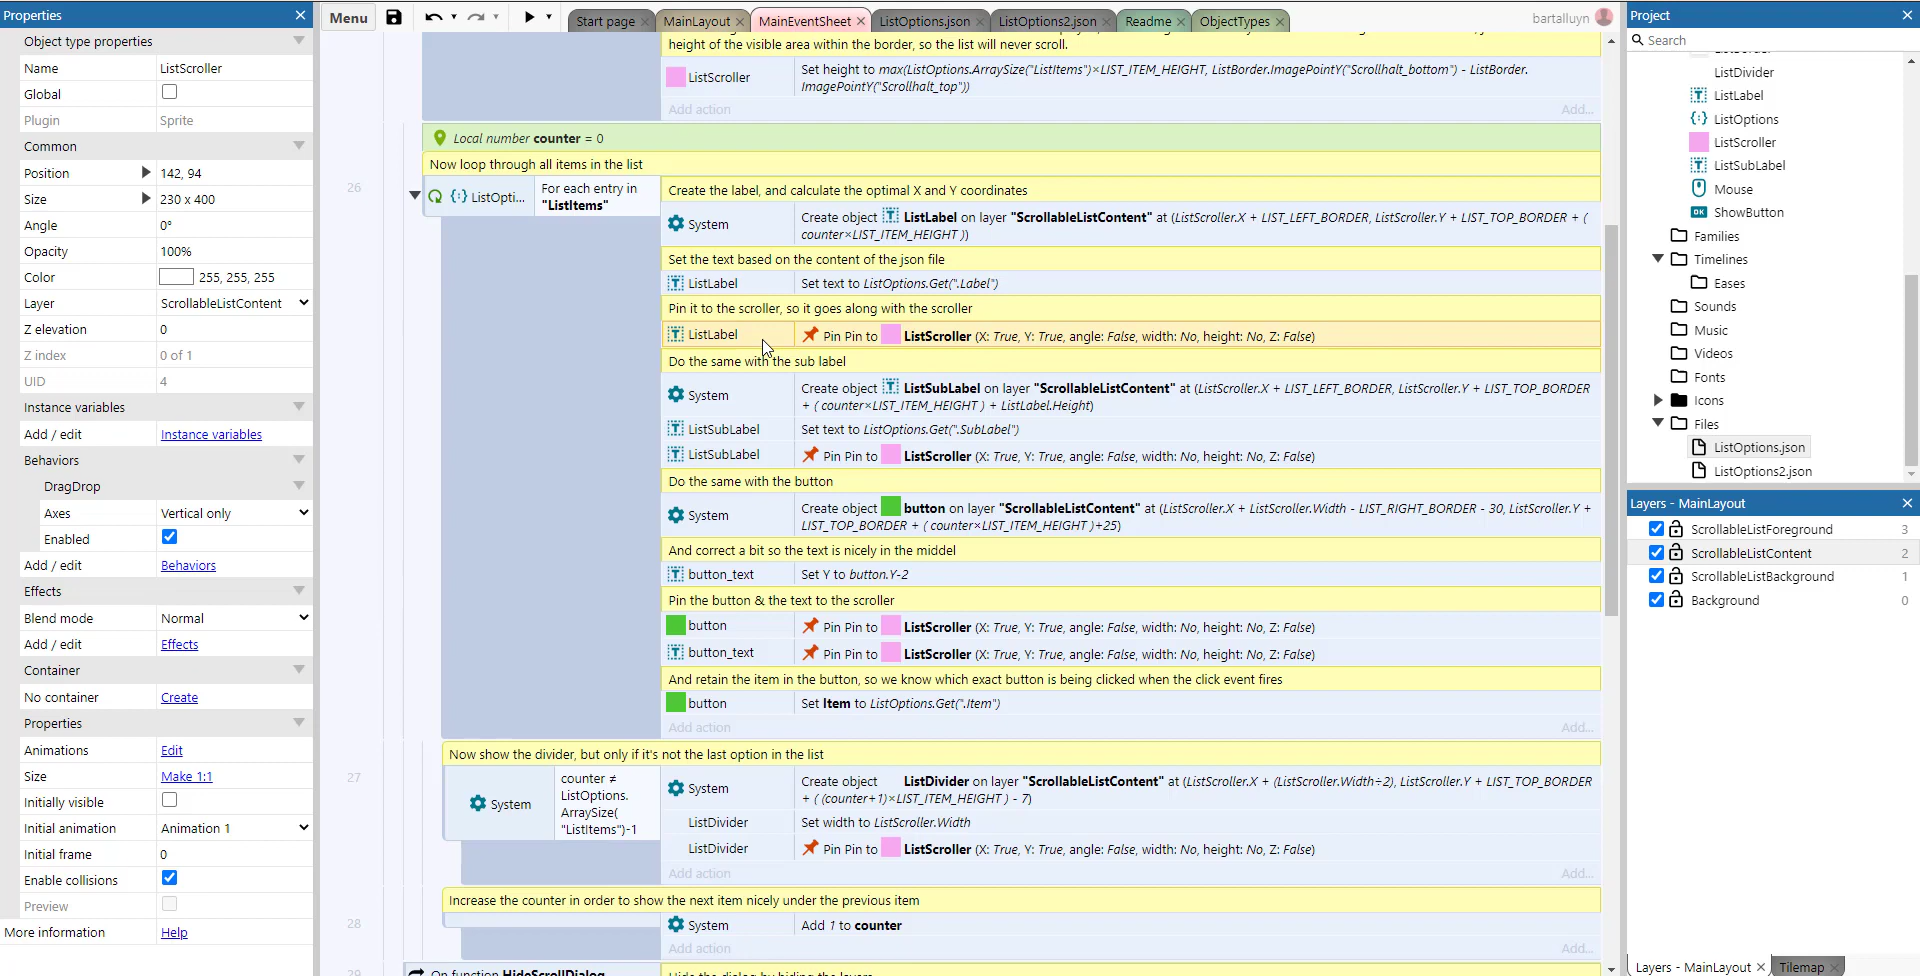 Properties
Object type properties
Name ListScroller
Global
Plugin Sprite
Common
Position 142, 94
Size 230 x 400
Angle 0°
Opacity 100%
Color 255, 255, 255
Layer ScrollableListContent
Z elevation 0
Z index 0 of 1
UID 4
Instance variables
Add / edit Instance variables
Behaviors
DragDrop
Axes Vertical only
Enabled
Add / edit Behaviors
Effects
Blend mode Normal
Add / edit Effects
Container
No container Create
Properties
Animations Edit
Size Make 1:1
Initially visible
Initial animation Animation 1
Initial frame 0
Enable collisions
Preview
More information Help
Menu
Start page
MainLayout
MainEventSheet
ListOptions.json
ListOptions2.json
Readme
ObjectTypes
bartalluyn
height of the visible area within the border, so the list will never scroll.
ListScroller Set height to max(ListOptions.ArraySize("ListItems")×LIST_ITEM_HEIGHT, ListBorder.ImagePointY("Scrollhalt_bottom") - ListBorder.
ImagePointY("Scrollhalt_top"))
Add action Add...
Local number counter = 0
Now loop through all items in the list
26
ListOpti... For each entry in
"ListItems"
Create the label, and calculate the optimal X and Y coordinates
System Create object ListLabel on layer "ScrollableListContent" at (ListScroller.X + LIST_LEFT_BORDER, ListScroller.Y + LIST_TOP_BORDER + (
counter×LIST_ITEM_HEIGHT ))
Set the text based on the content of the json file
ListLabel Set text to ListOptions.Get(".Label")
Pin it to the scroller, so it goes along with the scroller
ListLabel Pin Pin to ListScroller (X: True, Y: True, angle: False, width: No, height: No, Z: False)
Do the same with the sub label
System Create object ListSubLabel on layer "ScrollableListContent" at (ListScroller.X + LIST_LEFT_BORDER, ListScroller.Y + LIST_TOP_BORDER
+ ( counter×LIST_ITEM_HEIGHT ) + ListLabel.Height)
ListSubLabel Set text to ListOptions.Get(".SubLabel")
ListSubLabel Pin Pin to ListScroller (X: True, Y: True, angle: False, width: No, height: No, Z: False)
Do the same with the button
System Create object button on layer "ScrollableListContent" at (ListScroller.X + ListScroller.Width - LIST_RIGHT_BORDER - 30, ListScroller.Y +
LIST_TOP_BORDER + ( counter×LIST_ITEM_HEIGHT )+25)
And correct a bit so the text is nicely in the middel
button_text Set Y to button.Y-2
Pin the button & the text to the scroller
button Pin Pin to ListScroller (X: True, Y: True, angle: False, width: No, height: No, Z: False)
button_text Pin Pin to ListScroller (X: True, Y: True, angle: False, width: No, height: No, Z: False)
And retain the item in the button, so we know which exact button is being clicked when the click event fires
button Set Item to ListOptions.Get(".Item")
Add action Add...
Now show the divider, but only if it's not the last option in the list
27
System counter ≠
ListOptions.
ArraySize(
"ListItems")-1
System Create object ListDivider on layer "ScrollableListContent" at (ListScroller.X + (ListScroller.Width÷2), ListScroller.Y + LIST_TOP_BORDER
+ ( (counter+1)×LIST_ITEM_HEIGHT ) - 7)
ListDivider Set width to ListScroller.Width
ListDivider Pin Pin to ListScroller (X: True, Y: True, angle: False, width: No, height: No, Z: False)
Add action Add...
Increase the counter in order to show the next item nicely under the previous item
28
System Add 1 to counter
Add action Add...
29
On function HideScrollDialog
Hide the dialog by hiding the layers
Project
Search
ListDivider
ListLabel
ListOptions
ListScroller
ListSubLabel
Mouse
ShowButton
Families
Timelines
Eases
Sounds
Music
Videos
Fonts
Icons
Files
ListOptions.json
ListOptions2.json
Layers - MainLayout
ScrollableListForeground 3
ScrollableListContent 2
ScrollableListBackground 1
Background 0
Layers - MainLayout
Tilemap